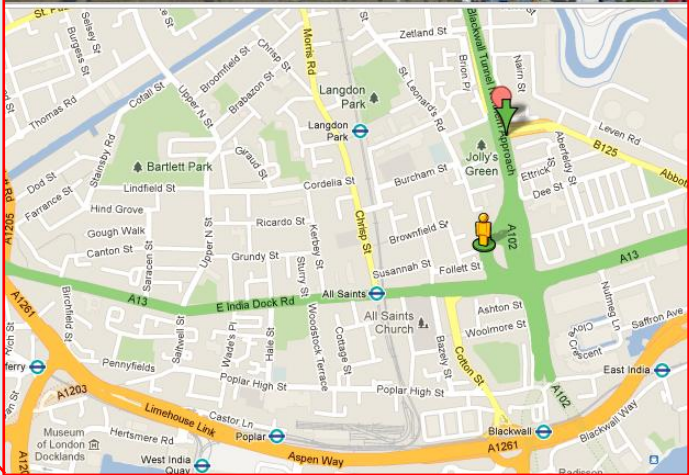 Zetland St
Selsey St
Burgess St
Chrisp St
Broomfield St
Morris Rd
Blackwall Tunnel
Approach
Nairn St
Brion Pl
Langdon
Park
St. Leonard's Rd
Thomas Rd
Cotall St
Upper N St
Brabazon St
Leven Rd
Langdon
Park
Stainsby Rd
Giraud St
Jolly's
Green
Aberfeldy St
B125
Abbot
Bartlett Park
Dod St
Farrance St
Lindfield St
Cordelia St
Burcham St
Ettrick St
Dee St
Hind Grove
A1205
Gough Walk
Ricardo St
Kerbey St
Chrisp St
Brownfield St
A102
Canton St
Saracen St
Upper N St
Grundy St
Sturry St
Susannah St
Follett St
A13
A13
E India Dock Rd
All Saints
Nutmeg Ln
A1261
Birchfield St
Saltwell St
Wade's Pl
Hale St
Woodstock Terrace
Cottage St
All Saints
Church
Bazely St
Ashton St
Woolmore St
Clove
Crescent
Saffron Ave
Rich St
Pennyfields
Cotton St
ferry
East India
A1203
Poplar High St
Poplar High St
A102
Limehouse Link
Castor Ln
Museum
of London
Docklands
Hertsmere Rd
Poplar
Blackwall
A1261
Blackwall Way
West India
Quay
Aspen Way
Radisson